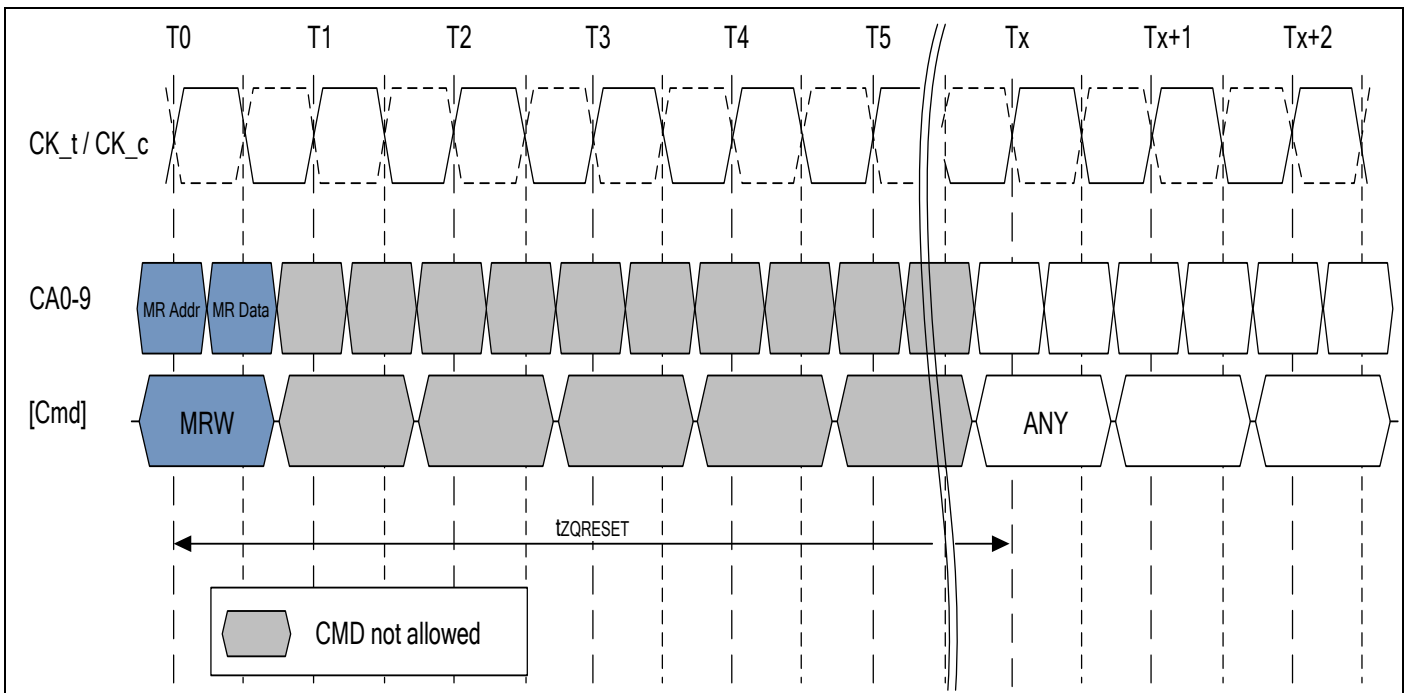 T0 T1 T2 T3 T4 T5 Tx Tx+1 Tx+2
CK_t / CK_c
CA0-9 MR Addr MR Data
[Cmd] MRW ANY
tZQRESET
CMD not allowed